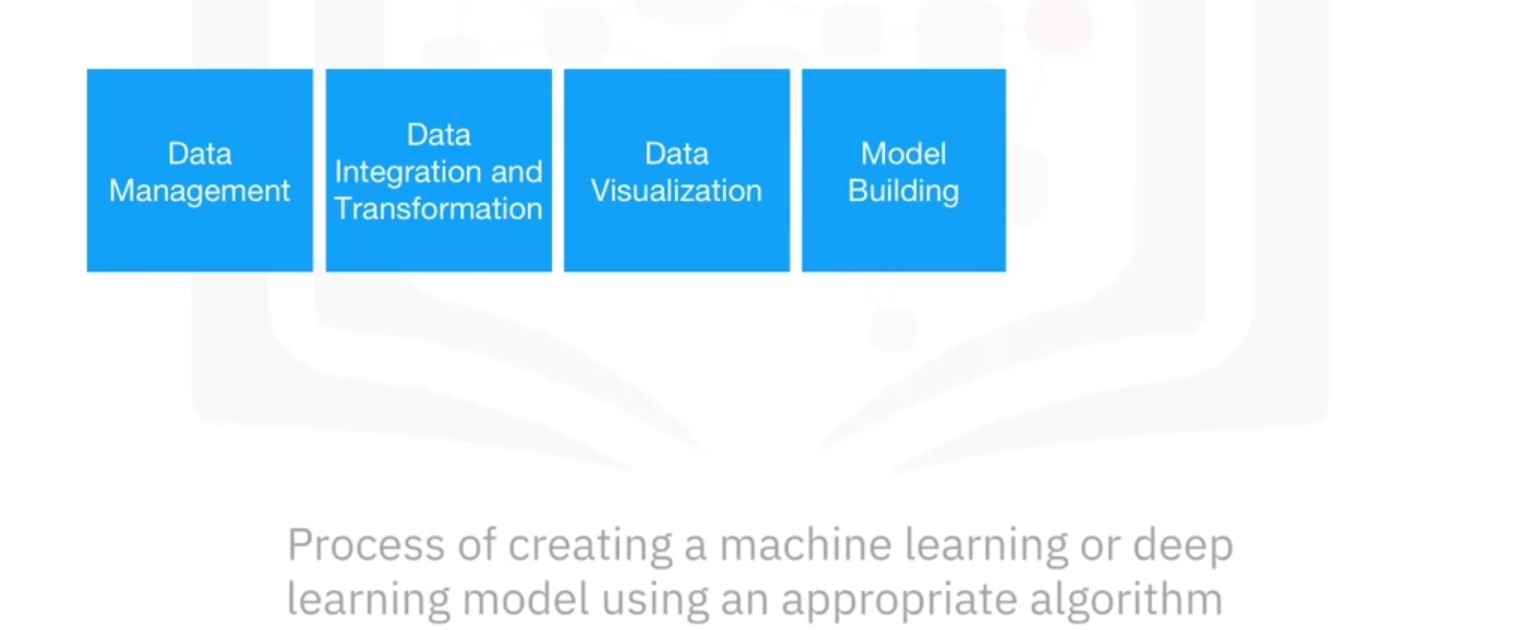 Data
Management
Data
Integration and
Transformation
Data
Visualization
Model
Building
Process of creating a machine learning or deep
learning model using an appropriate algorithm